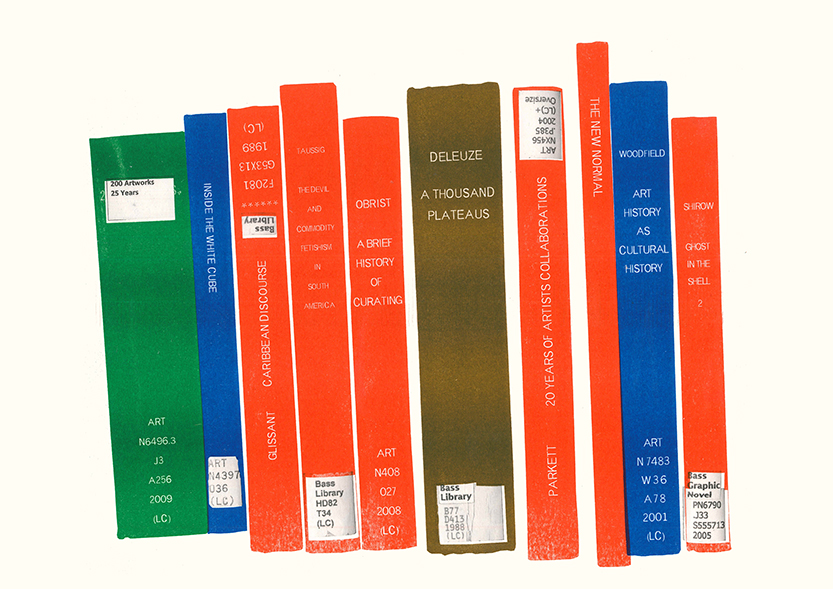 200 Artworks
25 Years
ART
N6496.3
J3
A256
2009
(LC)
INSIDE THE WHITE CUBE
ART
N4397
O36
(LC)
(LC)
1989
G53X13
F2081
*******
Bass
Library
GLISSANT CARIBBEAN DISCOURSE
TAUSSIG
THE DEVIL
AND
COMMODITY
TETISHISM
IN
SOUTH
AMERICA
Bass
Library
HD82
T34
(LC)
OBRIST
A BRIEF
HISTORY
OF
CURATING
ART
N408
027
2008
(LC)
DELEUZE
A THOUSAND
PLATEAUS
Bass
Library
B77
D413
1988
(LC)
ART
NX456
.P385
2004
(LC)+
Oversize
PARKETT 20 YEARS OF ARTISTS COLLABORATIONS
THE NEW NORMAL
WOODFIELD
ART
HISTORY
AS
CULTURAL
HISTORY
ART
N 7483
W 36
A 78
2001
(LC)
SHIROW
GHOST
IN THE
SHELL
2
Bass
Graphic
Novel
PN6790
.J33
S555713
2005